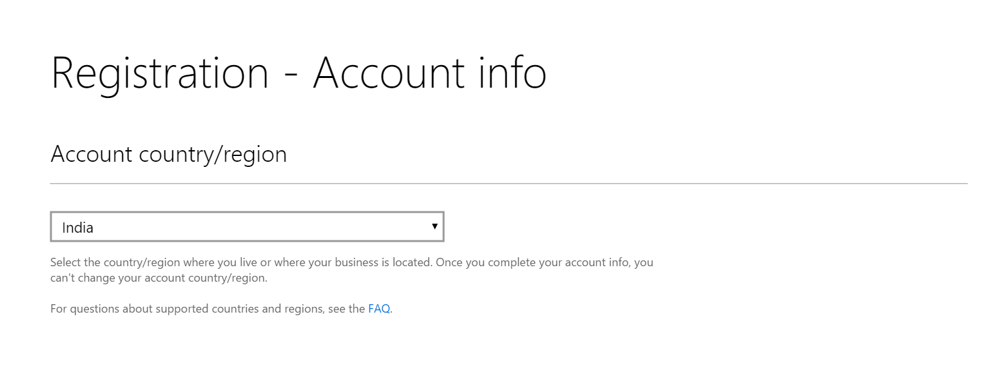 Registration - Account info
Account country/region
India
Select the country/region where you live or where your business is located. Once you complete your account info, you
can't change your account country/region.
For questions about supported countries and regions, see the FAQ.